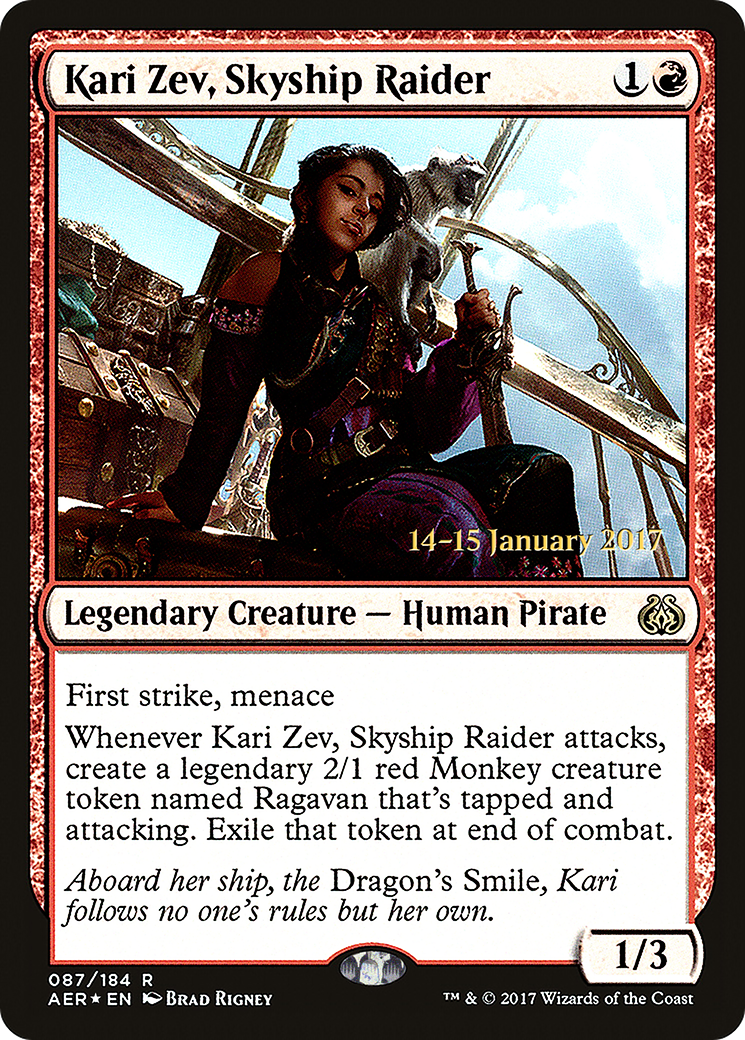 Kari Zev, Skyship Raider 1
14–15 January 2017
Legendary Creature — Human Pirate
First strike, menace
Whenever Kari Zev, Skyship Raider attacks,
create a legendary 2/1 red Monkey creature
token named Ragavan that's tapped and
attacking. Exile that token at end of combat.
Aboard her ship, the Dragon's Smile, Kari
follows no one's rules but her own.
1/3
087/184 R
AER★EN Brad Rigney
™ & © 2017 Wizards of the Coast